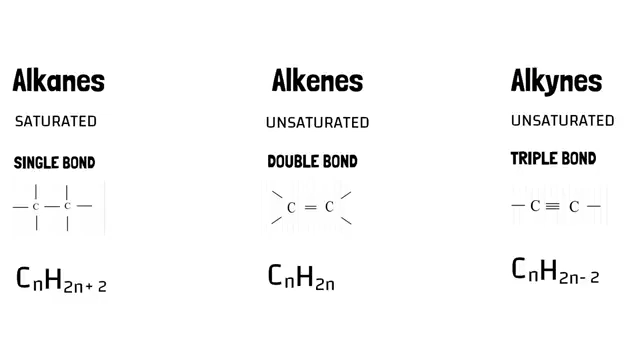 Alkanes
SATURATED
SINGLE BOND
— C — C —
CnH2n+ 2
Alkenes
UNSATURATED
DOUBLE BOND
C = C
CnH2n
Alkynes
UNSATURATED
TRIPLE BOND
— C ≡ C —
CnH2n- 2